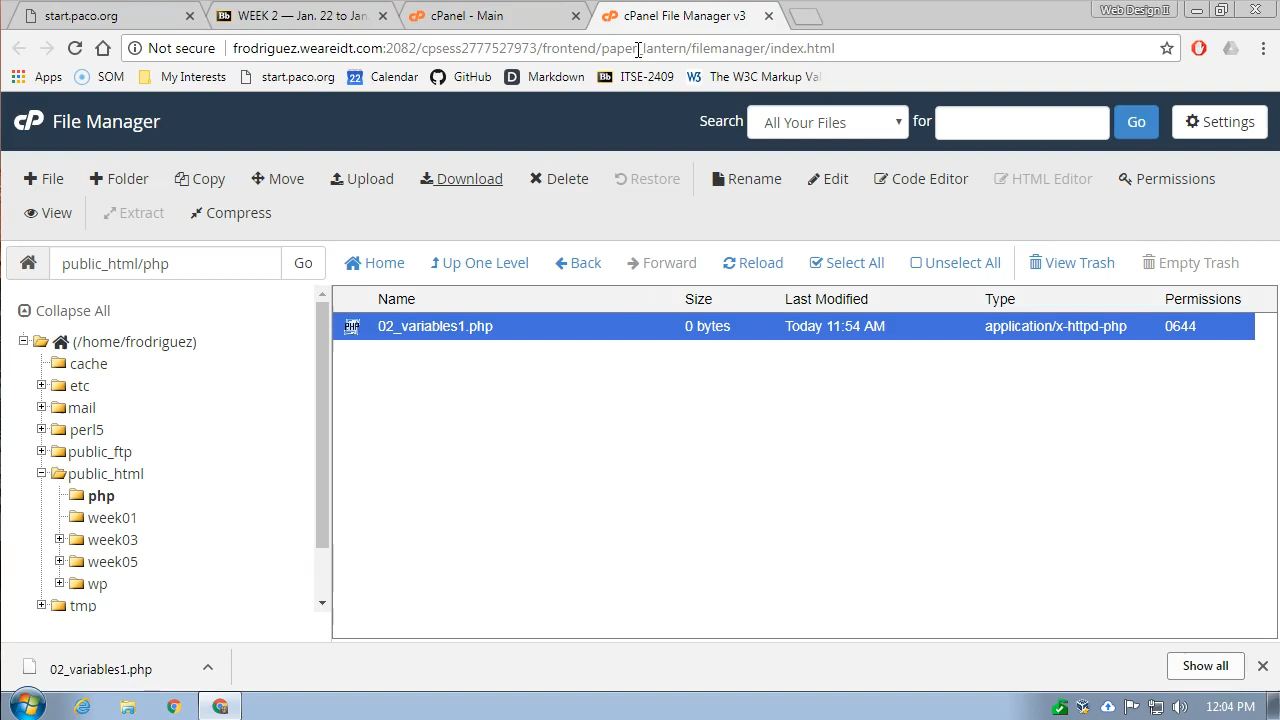 start.paco.org
WEEK 2 — Jan. 22 to Jan.
cPanel - Main
cPanel File Manager v3
Web Design II
Not secure
frodriguez.weareidt.com:2082/cpsess2777527973/frontend/paper_lantern/filemanager/index.html
Apps
SOM
My Interests
start.paco.org
22
Calendar
GitHub
D
Markdown
Bb
ITSE-2409
W3
The W3C Markup Val
cP File Manager
Search
All Your Files
for
Go
Settings
File
Folder
Copy
Move
Upload
Download
Delete
Restore
Rename
Edit
Code Editor
HTML Editor
Permissions
View
Extract
Compress
public_html/php
Go
Home
Up One Level
Back
Forward
Reload
Select All
Unselect All
View Trash
Empty Trash
Collapse All
(/home/frodriguez)
cache
etc
mail
perl5
public_ftp
public_html
php
week01
week03
week05
wp
tmp
Name Size Last Modified Type Permissions
PHP 02_variables1.php 0 bytes Today 11:54 AM application/x-httpd-php 0644
02_variables1.php
Show all
12:04 PM